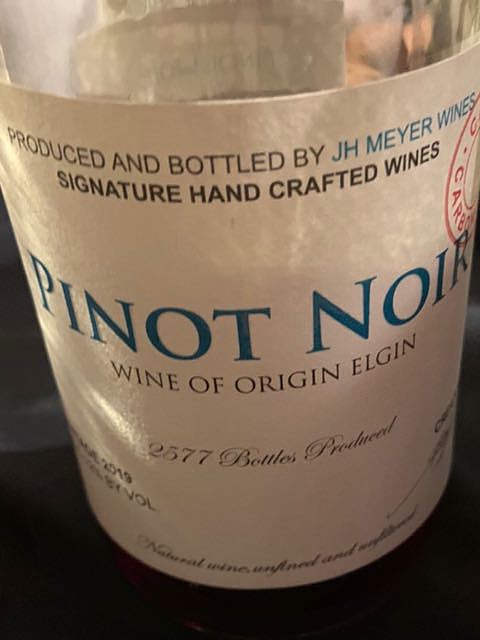 PRODUCED AND BOTTLED BY JH MEYER WINES
SIGNATURE HAND CRAFTED WINES
PINOT NOIR
WINE OF ORIGIN ELGIN
2577 Bottles Produced
2019
BY VOL
Natural wine, unfined and unfiltered